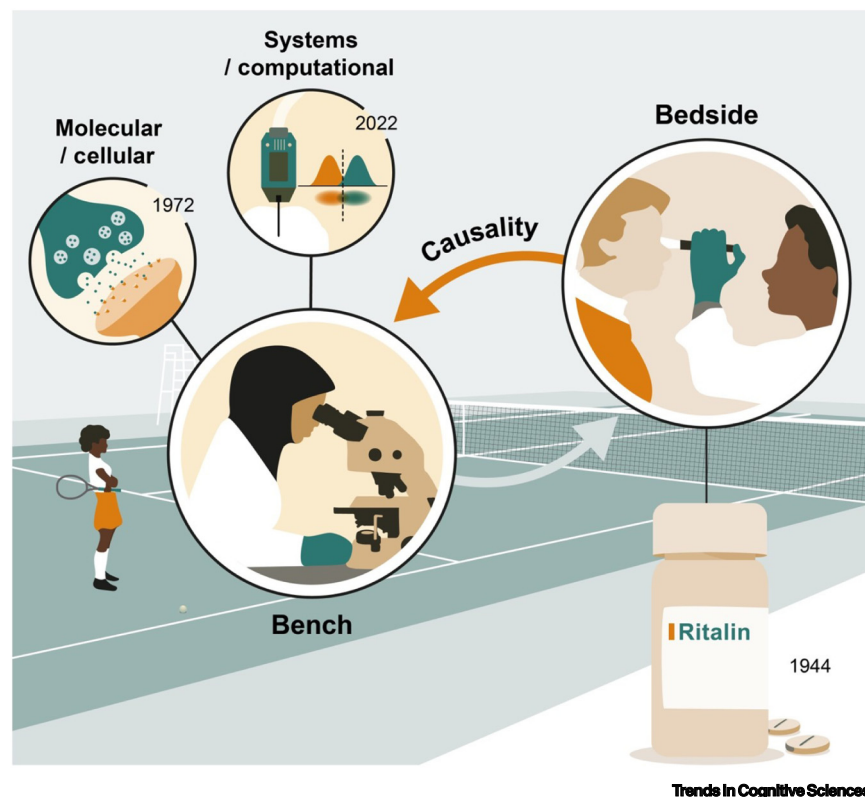 Systems
/ computational
2022
Molecular
/ cellular
1972
Bedside
Causality
Bench
Ritalin
1944
Trends in Cognitive Sciences